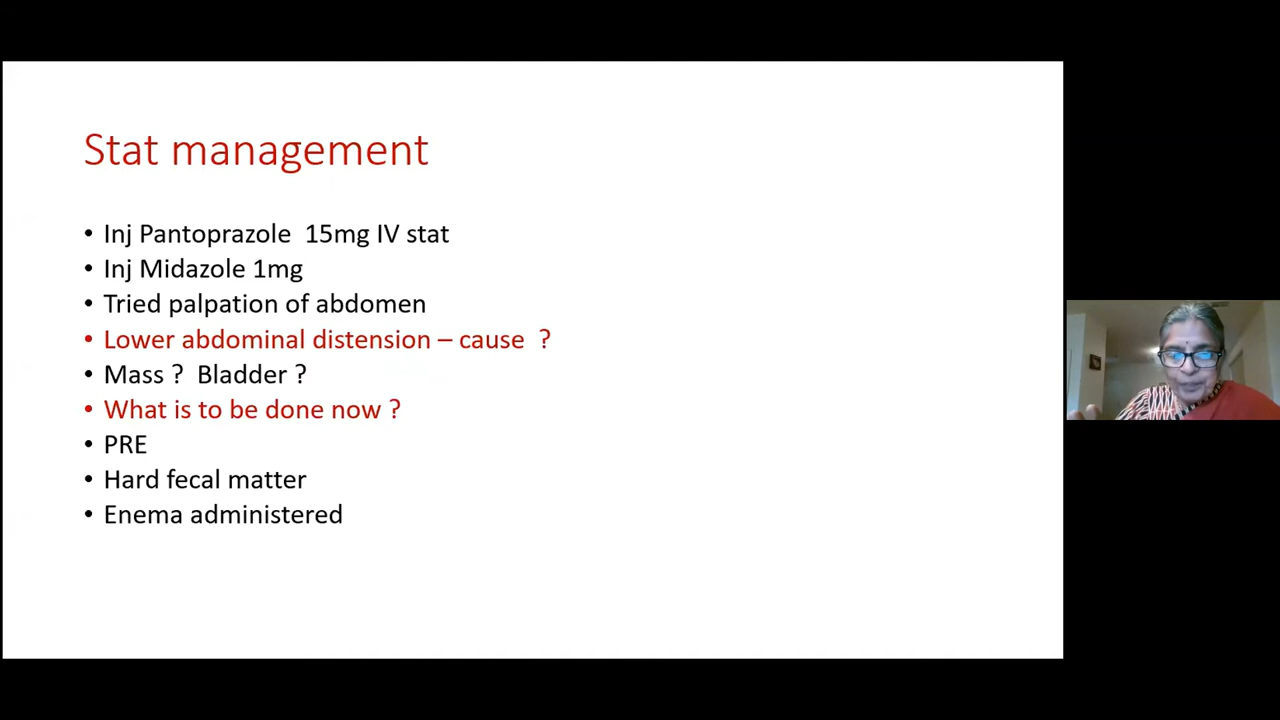 Stat management
• Inj Pantoprazole 15mg IV stat
• Inj Midazole 1mg
• Tried palpation of abdomen
• Lower abdominal distension – cause ?
• Mass ? Bladder ?
• What is to be done now ?
• PRE
• Hard fecal matter
• Enema administered